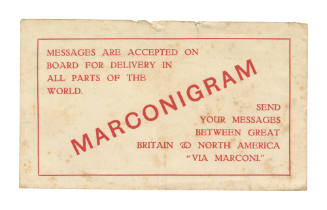 MESSAGES ARE ACCEPTED ON
BOARD FOR DELIVERY IN
ALL PARTS OF THE
WORLD.
MARCONIGRAM
SEND
YOUR MESSAGES
BETWEEN GREAT
BRITAIN & NORTH AMERICA
"VIA MARCONI."